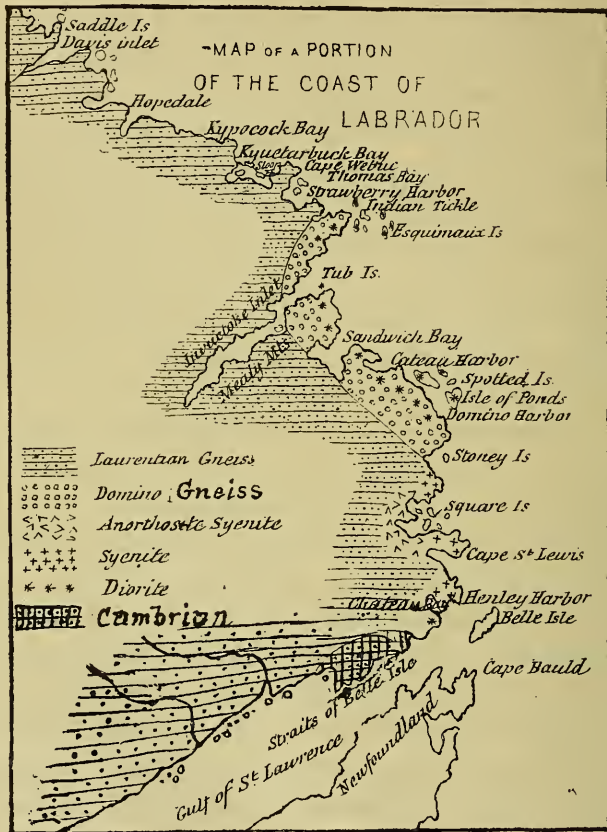 Saddle Is
Davis inlet
MAP OF A PORTION
OF THE COAST OF
LABRADOR
Hopedale
Kypocock Bay
Kyuetarbuck Bay
Sloop
Cape Webuc
Thomas Bay
Strawberry Harbor
Indian Tickle
Esquimaux Is
Tub Is.
Invuctoke Inlet
Mealy Mts.
Sandwich Bay
Cateau Harbor
Spotted Is.
Isle of Ponds
Domino Harbor
Stoney Is
Square Is
Cape St Lewis
Laurentian Gneiss
Domino Gneiss
Anorthosite Syenite
Syenite
Diorite
Cambrian
Chateau Bay
Henley Harbor
Belle Isle
Cape Bauld
Straits of Belle Isle
Gulf of St Lawrence
Newfoundland